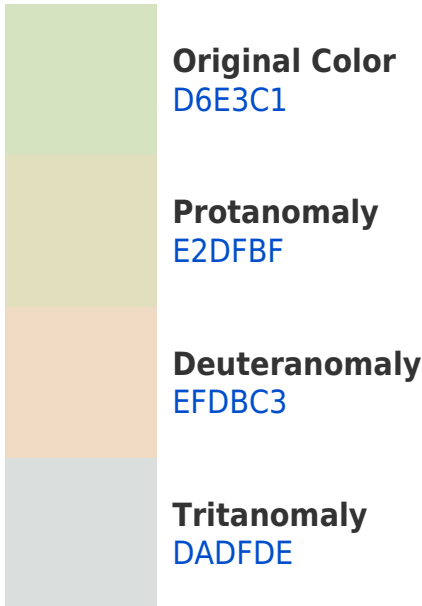 Original Color
D6E3C1
Protanomaly
E2DFBF
Deuteranomaly
EFDBC3
Tritanomaly
DADFDE